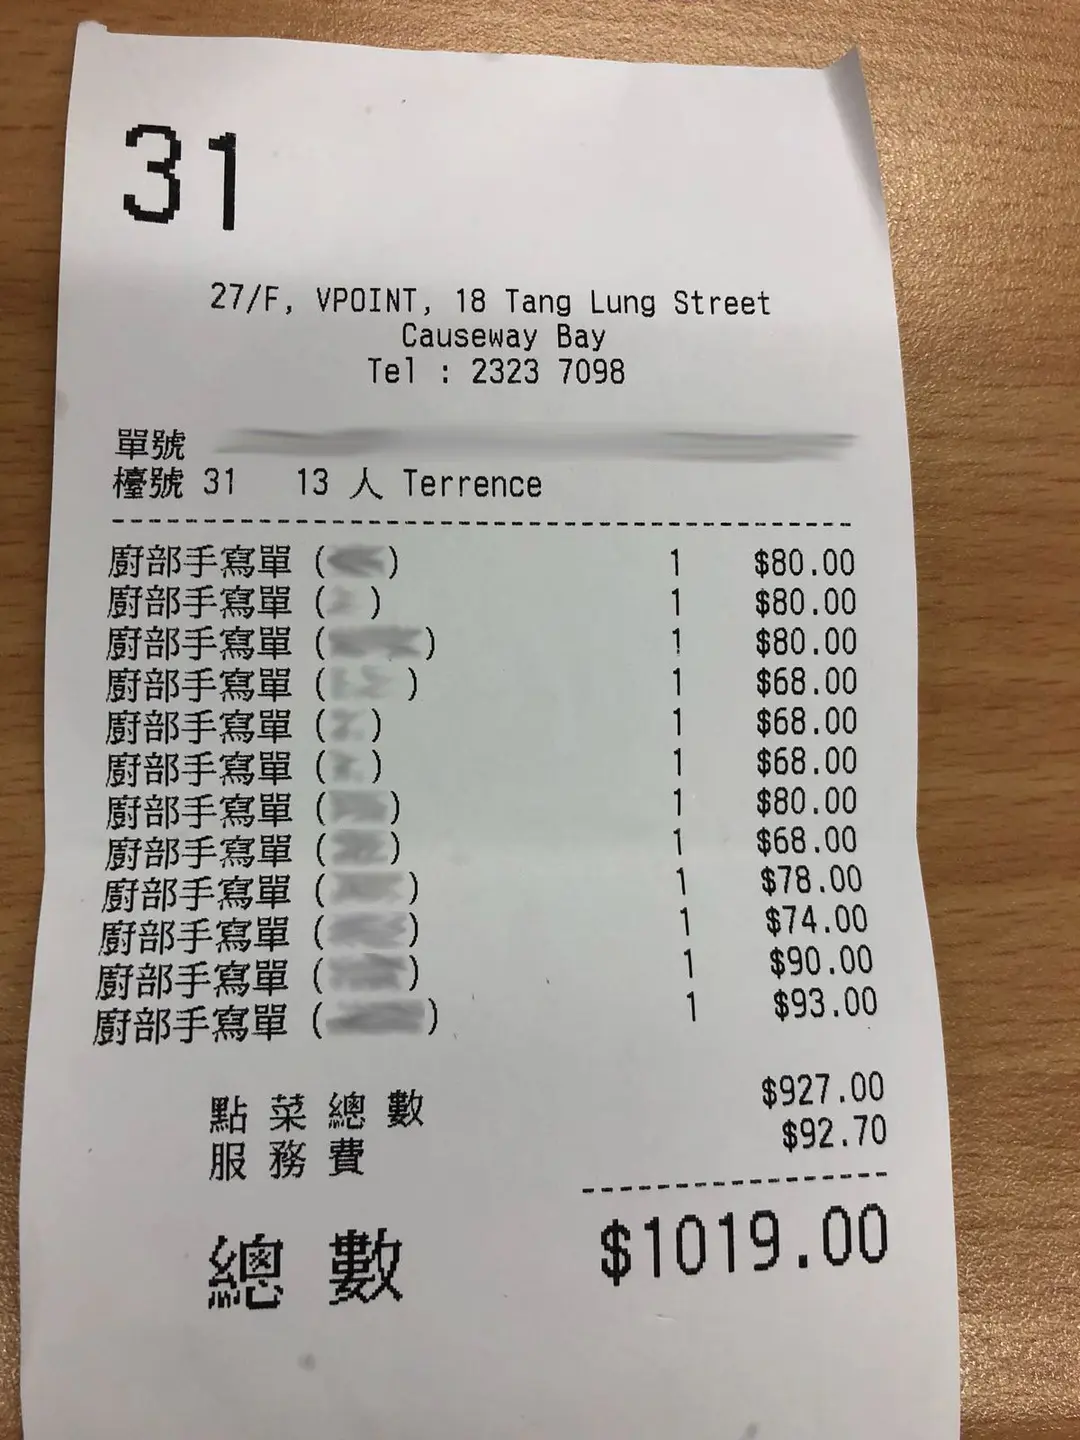 31
27/F, VPOINT, 18 Tang Lung Street
Causeway Bay
Tel : 2323 7098
單號
檯號 31 13 人 Terrence
廚部手寫單 ( ) 1 $80.00
廚部手寫單 ( ) 1 $80.00
廚部手寫單 ( ) 1 $80.00
廚部手寫單 ( ) 1 $68.00
廚部手寫單 ( ) 1 $68.00
廚部手寫單 ( ) 1 $68.00
廚部手寫單 ( ) 1 $80.00
廚部手寫單 ( ) 1 $68.00
廚部手寫單 ( ) 1 $78.00
廚部手寫單 ( ) 1 $74.00
廚部手寫單 ( ) 1 $90.00
廚部手寫單 ( ) 1 $93.00
點菜總數 $927.00
服務費 $92.70
總數 $1019.00